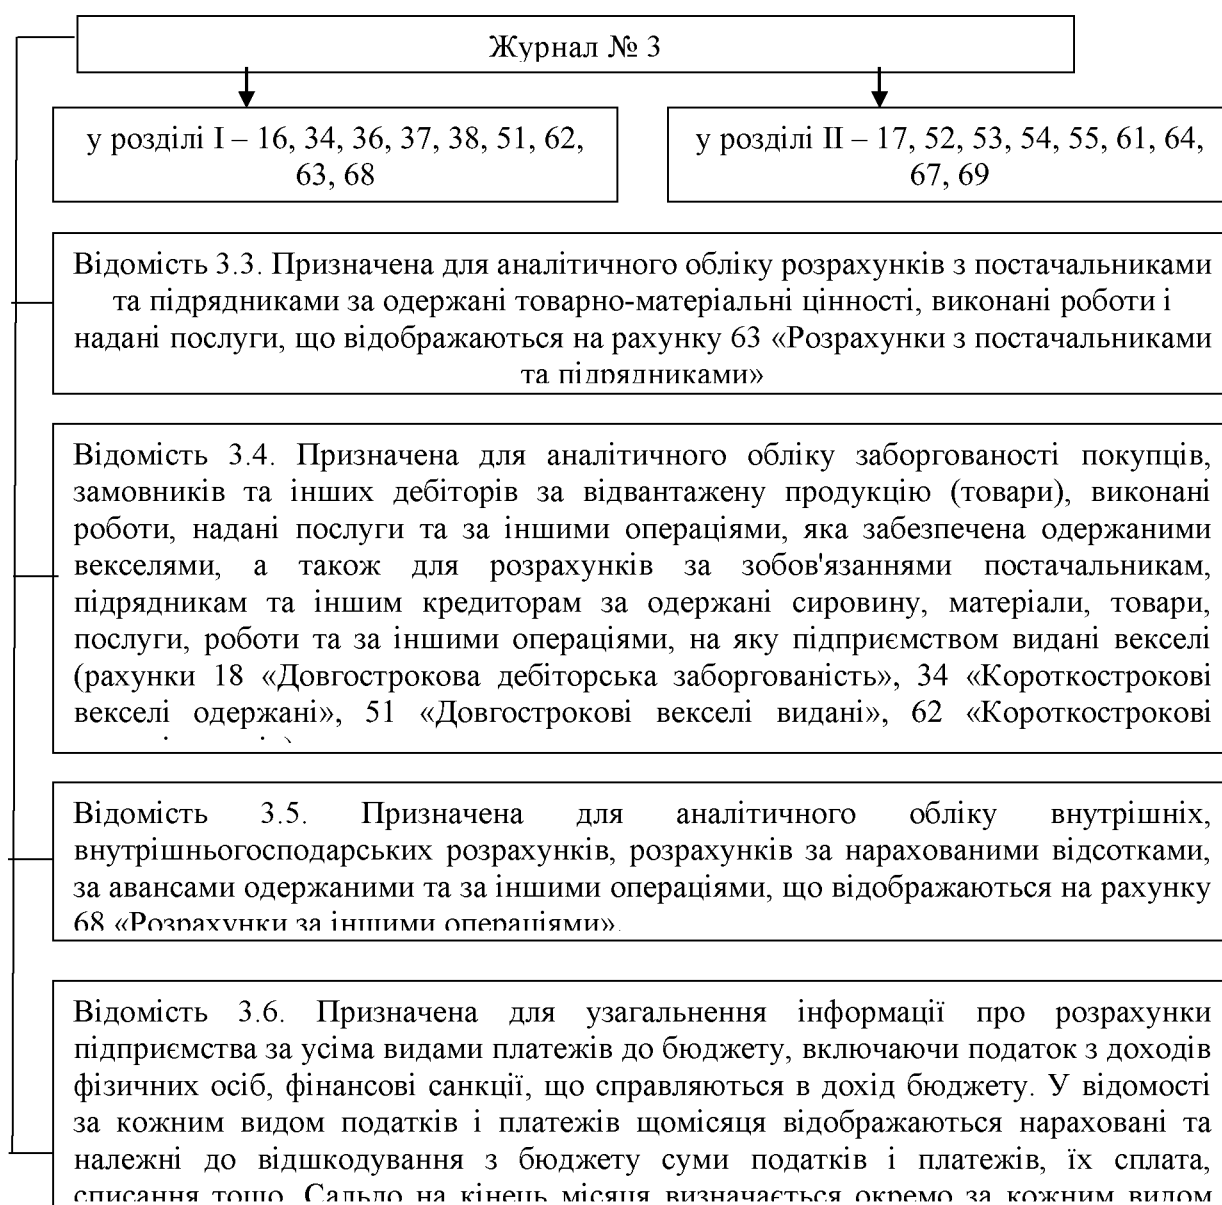 Журнал № 3
у розділі I – 16, 34, 36, 37, 38, 51, 62,
63, 68
у розділі II – 17, 52, 53, 54, 55, 61, 64,
67, 69
Відомість 3.3. Призначена для аналітичного обліку розрахунків з постачальниками
та підрядниками за одержані товарно-матеріальні цінності, виконані роботи і
надані послуги, що відображаються на рахунку 63 «Розрахунки з постачальниками
та підрядниками»
Відомість 3.4. Призначена для аналітичного обліку заборгованості покупців,
замовників та інших дебіторів за відвантажену продукцію (товари), виконані
роботи, надані послуги та за іншими операціями, яка забезпечена одержаними
векселями, а також для розрахунків за зобов'язаннями постачальникам,
підрядникам та іншим кредиторам за одержані сировину, матеріали, товари,
послуги, роботи та за іншими операціями, на яку підприємством видані векселі
(рахунки 18 «Довгострокова дебіторська заборгованість», 34 «Короткострокові
векселі одержані», 51 «Довгострокові векселі видані», 62 «Короткострокові
Відомість 3.5. Призначена для аналітичного обліку внутрішніх,
внутрішньогосподарських розрахунків, розрахунків за нарахованими відсотками,
за авансами одержаними та за іншими операціями, що відображаються на рахунку
68 «Розрахунки за іншими операціями».
Відомість 3.6. Призначена для узагальнення інформації про розрахунки
підприємства за усіма видами платежів до бюджету, включаючи податок з доходів
фізичних осіб, фінансові санкції, що справляються в дохід бюджету. У відомості
за кожним видом податків і платежів щомісяця відображаються нараховані та
належні до відшкодування з бюджету суми податків і платежів, їх сплата,
списання тощо. Сальдо на кінець місяця визначається окремо за кожним видом